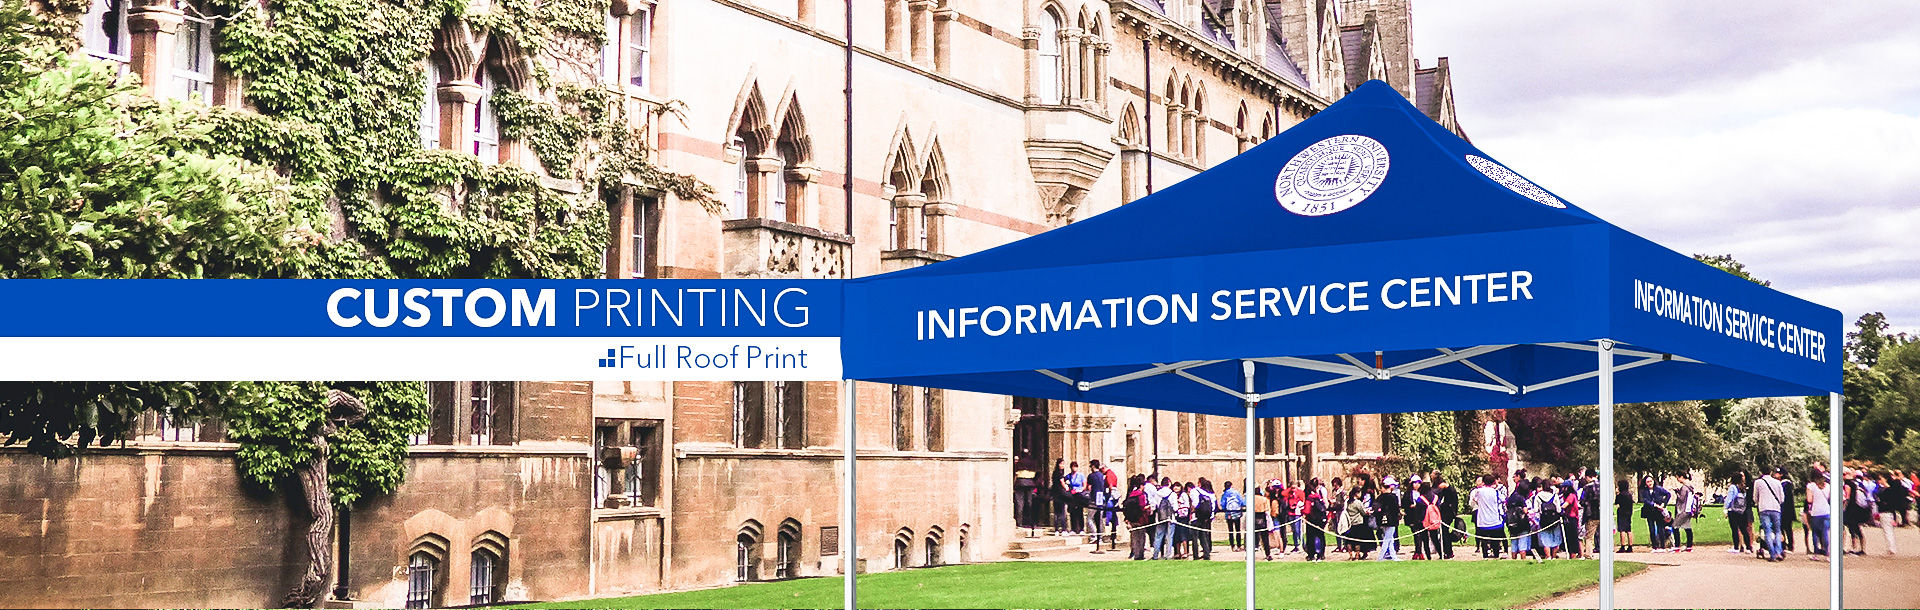 CUSTOM PRINTING
Full Roof Print
NORTHWESTERN UNIVERSITY
• 1851 •
INFORMATION SERVICE CENTER
INFORMATION SERVICE CENTER